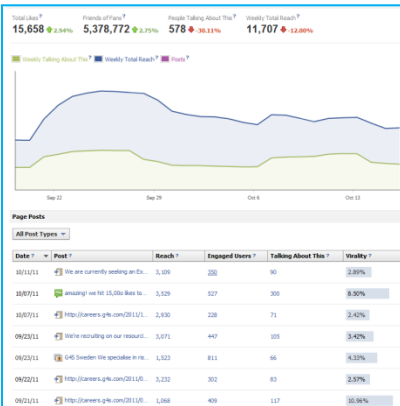 Total Likes? Friends of Fans? People Talking About This? Weekly Total Reach?
15,658 2.94% 5,378,772 2.75% 578 -30.11% 11,707 -12.00%
Weekly Talking About This? Weekly Total Reach? Posts?
Sep 22 Sep 29 Oct 6 Oct 13
Page Posts
All Post Types
Date? Post? Reach? Engaged Users? Talking About This? Virality?
10/11/11 We are currently seeking an Ex... 3,109 350 90 2.89%
10/07/11 amazing! we hit 15,00o likes to... 3,529 527 300 8.50%
10/07/11 http://careers.g4s.com/2011/1... 2,930 228 71 2.42%
09/23/11 We're recruiting on our resourci... 3,071 447 105 3.42%
09/23/11 G4S Sweden We specialise in ra... 1,523 811 66 4.33%
09/22/11 http://careers.g4s.com/2011/0... 3,232 302 83 2.57%
09/21/11 http://careers.g4s.com/2011/0... 1,068 409 117 10.96%